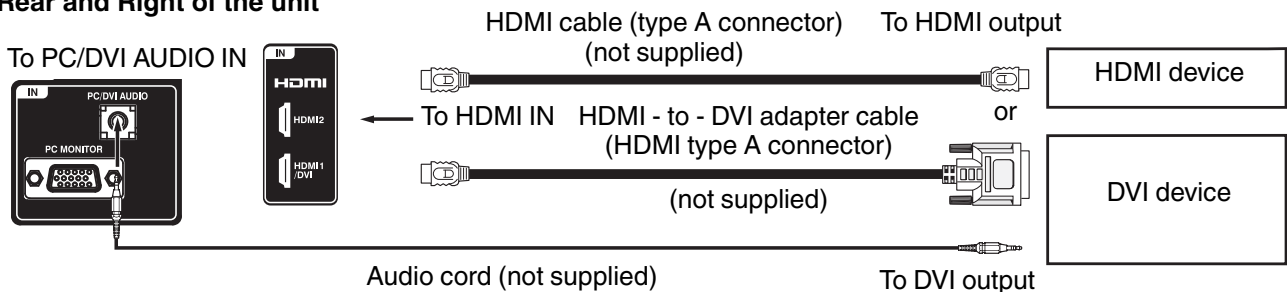 Rear and Right of the unit
HDMI cable (type A connector)
(not supplied)
To HDMI output
To PC/DVI AUDIO IN
IN
PC/DVI AUDIO
PC MONITOR
IN
HDMI
HDMI2
HDMI1
/DVI
To HDMI IN
HDMI - to - DVI adapter cable
(HDMI type A connector)
(not supplied)
or
HDMI device
DVI device
Audio cord (not supplied)
To DVI output